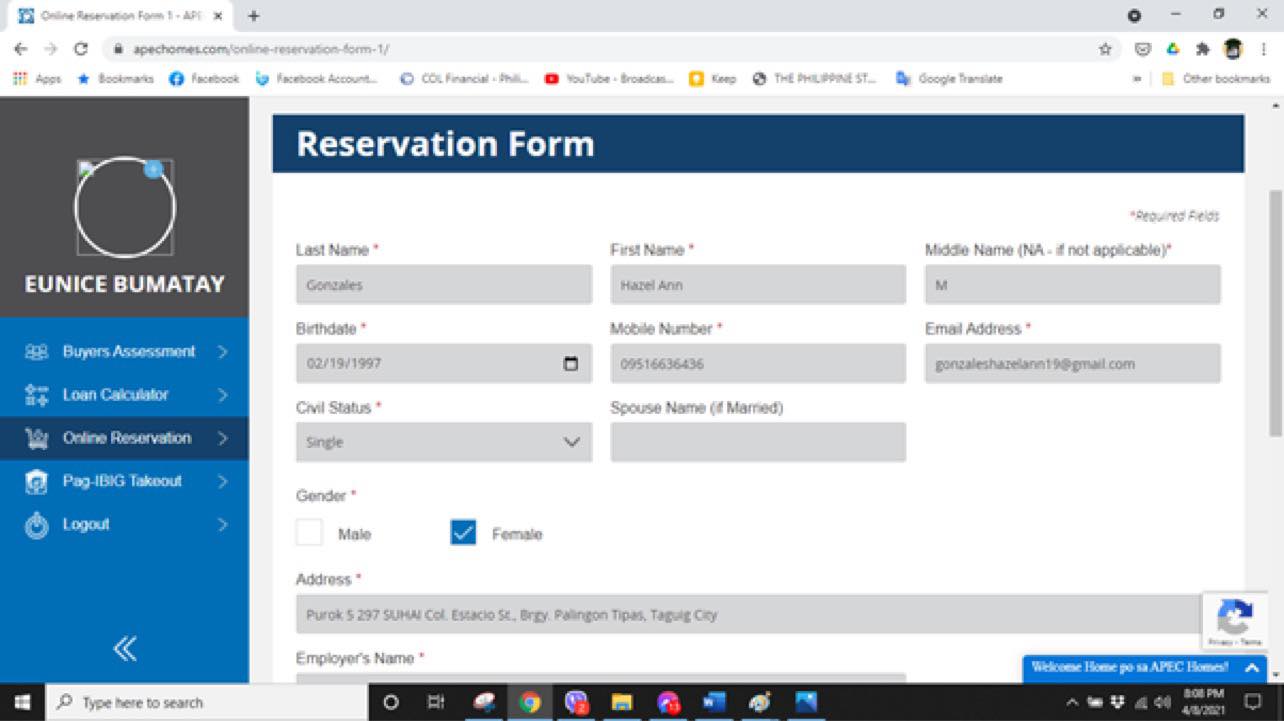 Online Reservation Form 1 - APE
apechomes.com/online-reservation-form-1/
Apps Bookmarks Facebook Facebook Account... COL Financial - Phili... YouTube - Broadcas... Keep THE PHILIPPINE ST... Google Translate » Other bookmarks
Reservation Form
*Required Fields
EUNICE BUMATAY
Buyers Assessment
Loan Calculator
Online Reservation
Pag-IBIG Takeout
Logout
Last Name * First Name * Middle Name (NA - if not applicable)*
Gonzales Hazel Ann M
Birthdate * Mobile Number * Email Address *
02/19/1997 09516636436 gonzaleshazelann19@gmail.com
Civil Status * Spouse Name (if Married)
Single
Gender *
Male Female
Address *
Purok 5 297 SUHAI Col. Estacio St., Brgy. Palingon Tipas, Taguig City
Employer's Name *
Privacy - Terms
Welcome Home po sa APEC Homes!
Type here to search
2
8:08 PM
4/8/2021